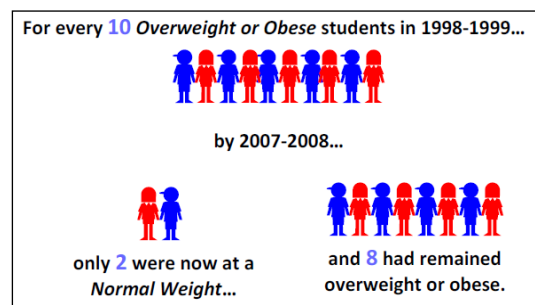 For every 10 Overweight or Obese students in 1998-1999...
by 2007-2008...
only 2 were now at a
Normal Weight...
and 8 had remained
overweight or obese.